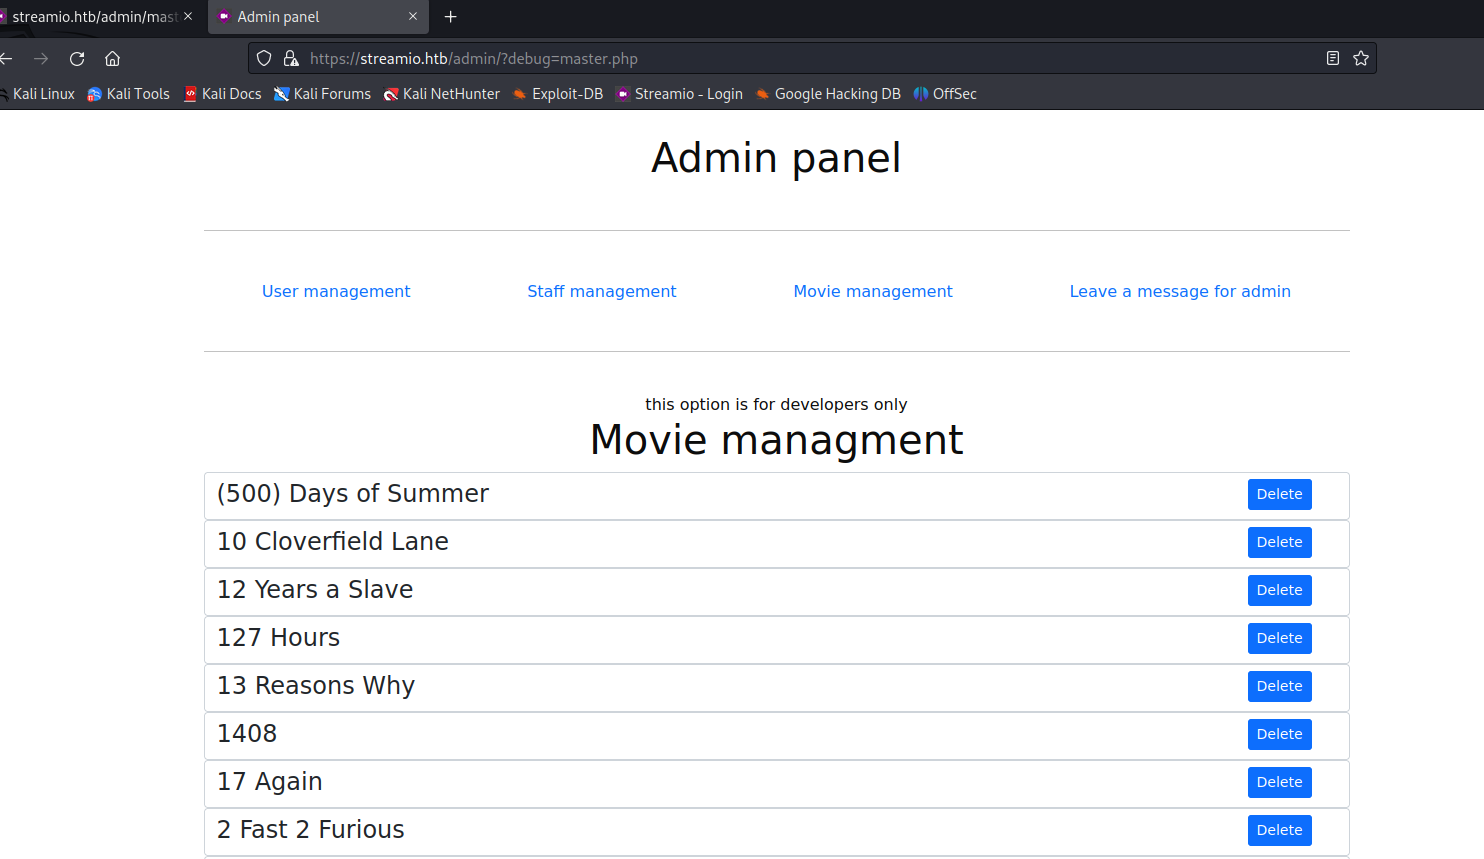 streamio.htb/admin/mast
Admin panel
https://streamio.htb/admin/?debug=master.php
Kali Linux Kali Tools Kali Docs Kali Forums Kali NetHunter Exploit-DB Streamio - Login Google Hacking DB OffSec
Admin panel
User management Staff management Movie management Leave a message for admin
this option is for developers only
Movie managment
(500) Days of Summer Delete
10 Cloverfield Lane Delete
12 Years a Slave Delete
127 Hours Delete
13 Reasons Why Delete
1408 Delete
17 Again Delete
2 Fast 2 Furious Delete